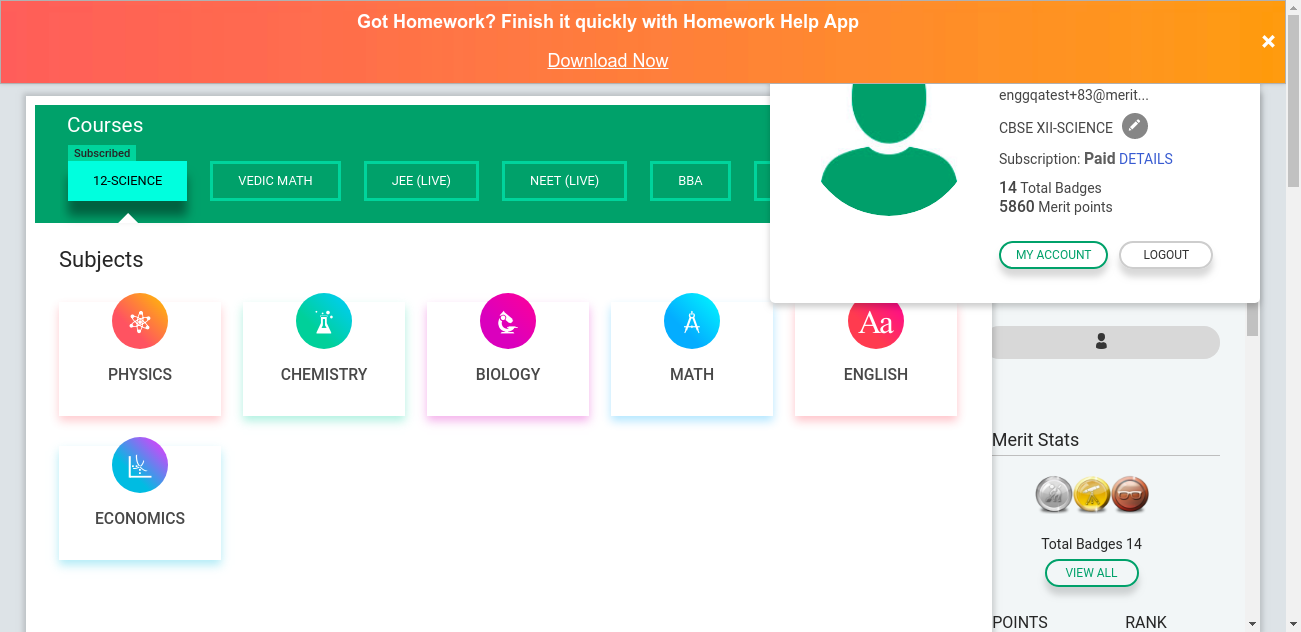 Got Homework? Finish it quickly with Homework Help App
Download Now
×
enggqatest+83@merit...
CBSE XII-SCIENCE
Subscription: Paid DETAILS
14 Total Badges
5860 Merit points
MY ACCOUNT
LOGOUT
Courses
Subscribed
12-SCIENCE
VEDIC MATH
JEE (LIVE)
NEET (LIVE)
BBA
Subjects
PHYSICS
CHEMISTRY
BIOLOGY
MATH
Aa
ENGLISH
ECONOMICS
Merit Stats
Total Badges 14
VIEW ALL
POINTS
RANK